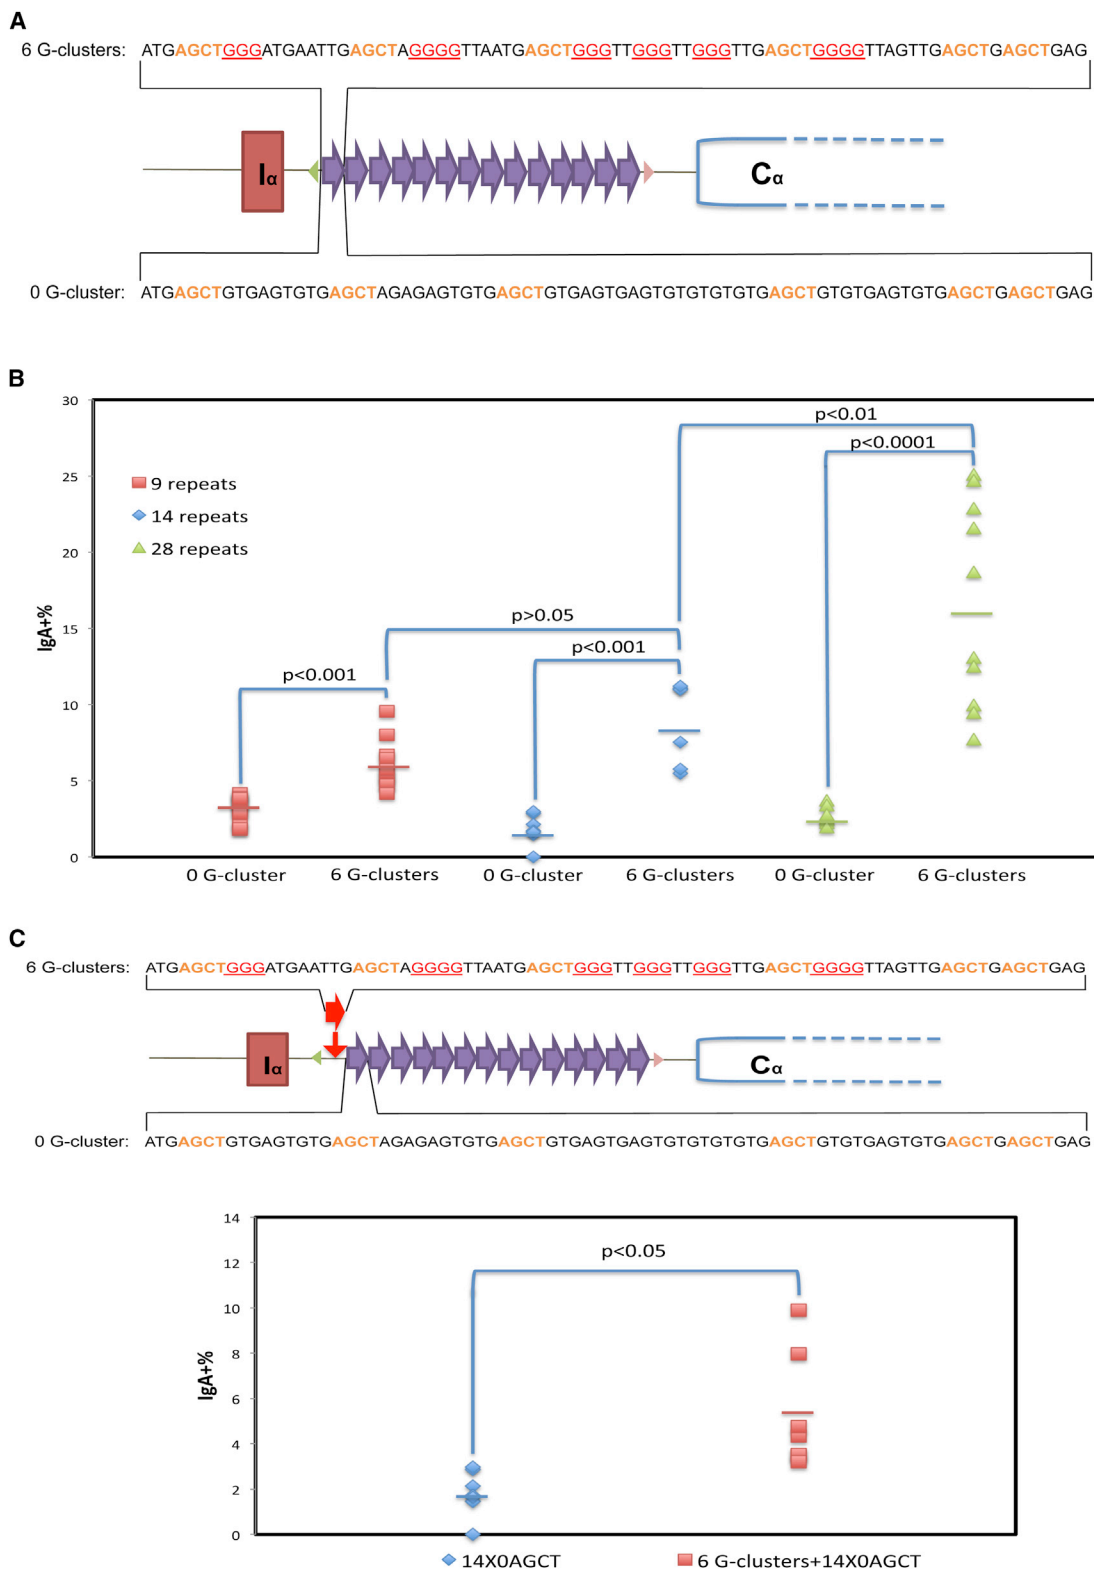 A
6 G-clusters: ATGAGCTGGGATGAATTGAGCTAGGGGTTAATGAGCTGGGTTGGGTTGGGTTGAGCTGGGGTTAGTTGAGCTGAGCTGAG
Iα
Cα
0 G-cluster: ATGAGCTGTGAGTGTGAGCTAGAGAGTGTGAGCTGTGAGTGAGTGTGTGTGTGAGCTGTGTGAGTGTGAGCTGAGCTGAG
B
30
25
20
15
10
5
0
IgA+%
9 repeats
14 repeats
28 repeats
p<0.001
p>0.05
p<0.001
p<0.01
p<0.0001
0 G-cluster
6 G-clusters
0 G-cluster
6 G-clusters
0 G-cluster
6 G-clusters
C
6 G-clusters: ATGAGCTGGGATGAATTGAGCTAGGGGTTAATGAGCTGGGTTGGGTTGGGTTGAGCTGGGGTTAGTTGAGCTGAGCTGAG
Iα
Cα
0 G-cluster: ATGAGCTGTGAGTGTGAGCTAGAGAGTGTGAGCTGTGAGTGAGTGTGTGTGTGAGCTGTGTGAGTGTGAGCTGAGCTGAG
14
12
10
8
6
4
2
0
IgA+%
p<0.05
14X0AGCT
6 G-clusters+14X0AGCT